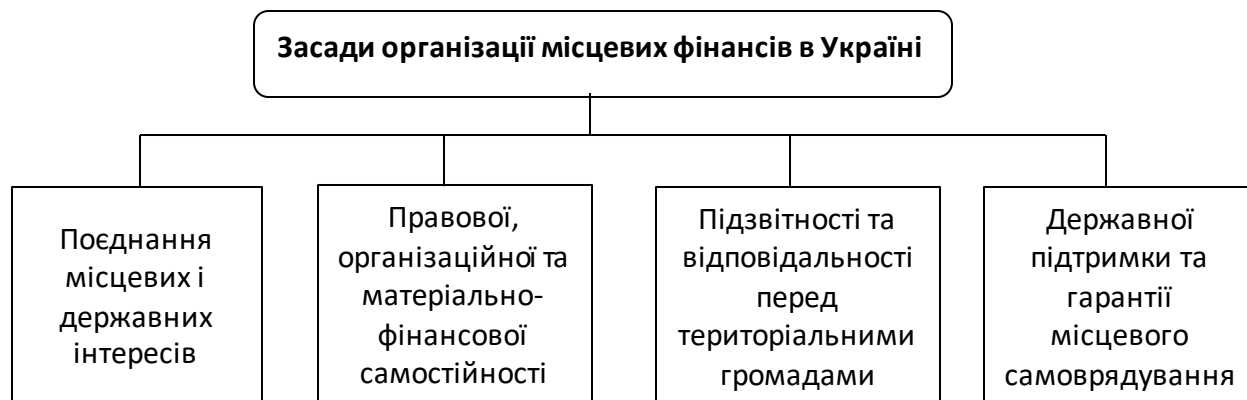 Засади організації місцевих фінансів в Україні
Поєднання
місцевих і
державних
інтересів
Правової,
організаційної та
матеріально-
фінансової
самостійності
Підзвітності та
відповідальності
перед
територіальними
громадами
Державної
підтримки та
гарантії
місцевого
самоврядування